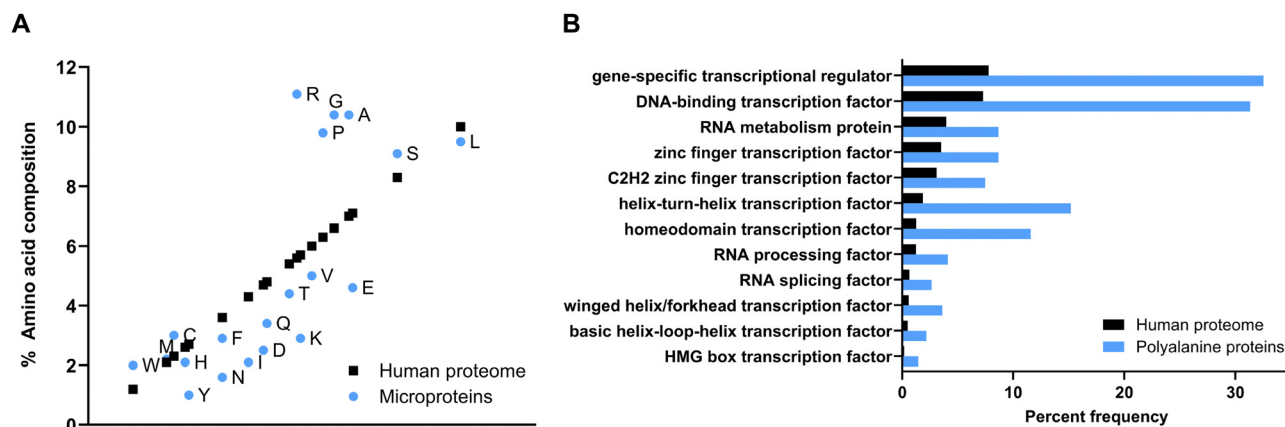 A
% Amino acid composition
12
10
8
6
4
2
0
R
G
A
P
S
L
V
E
T
Q
K
C
M
F
W
H
D
I
N
Y
Human proteome
Microproteins
B
gene-specific transcriptional regulator
DNA-binding transcription factor
RNA metabolism protein
zinc finger transcription factor
C2H2 zinc finger transcription factor
helix-turn-helix transcription factor
homeodomain transcription factor
RNA processing factor
RNA splicing factor
winged helix/forkhead transcription factor
basic helix-loop-helix transcription factor
HMG box transcription factor
Human proteome
Polyalanine proteins
0 10 20 30
Percent frequency